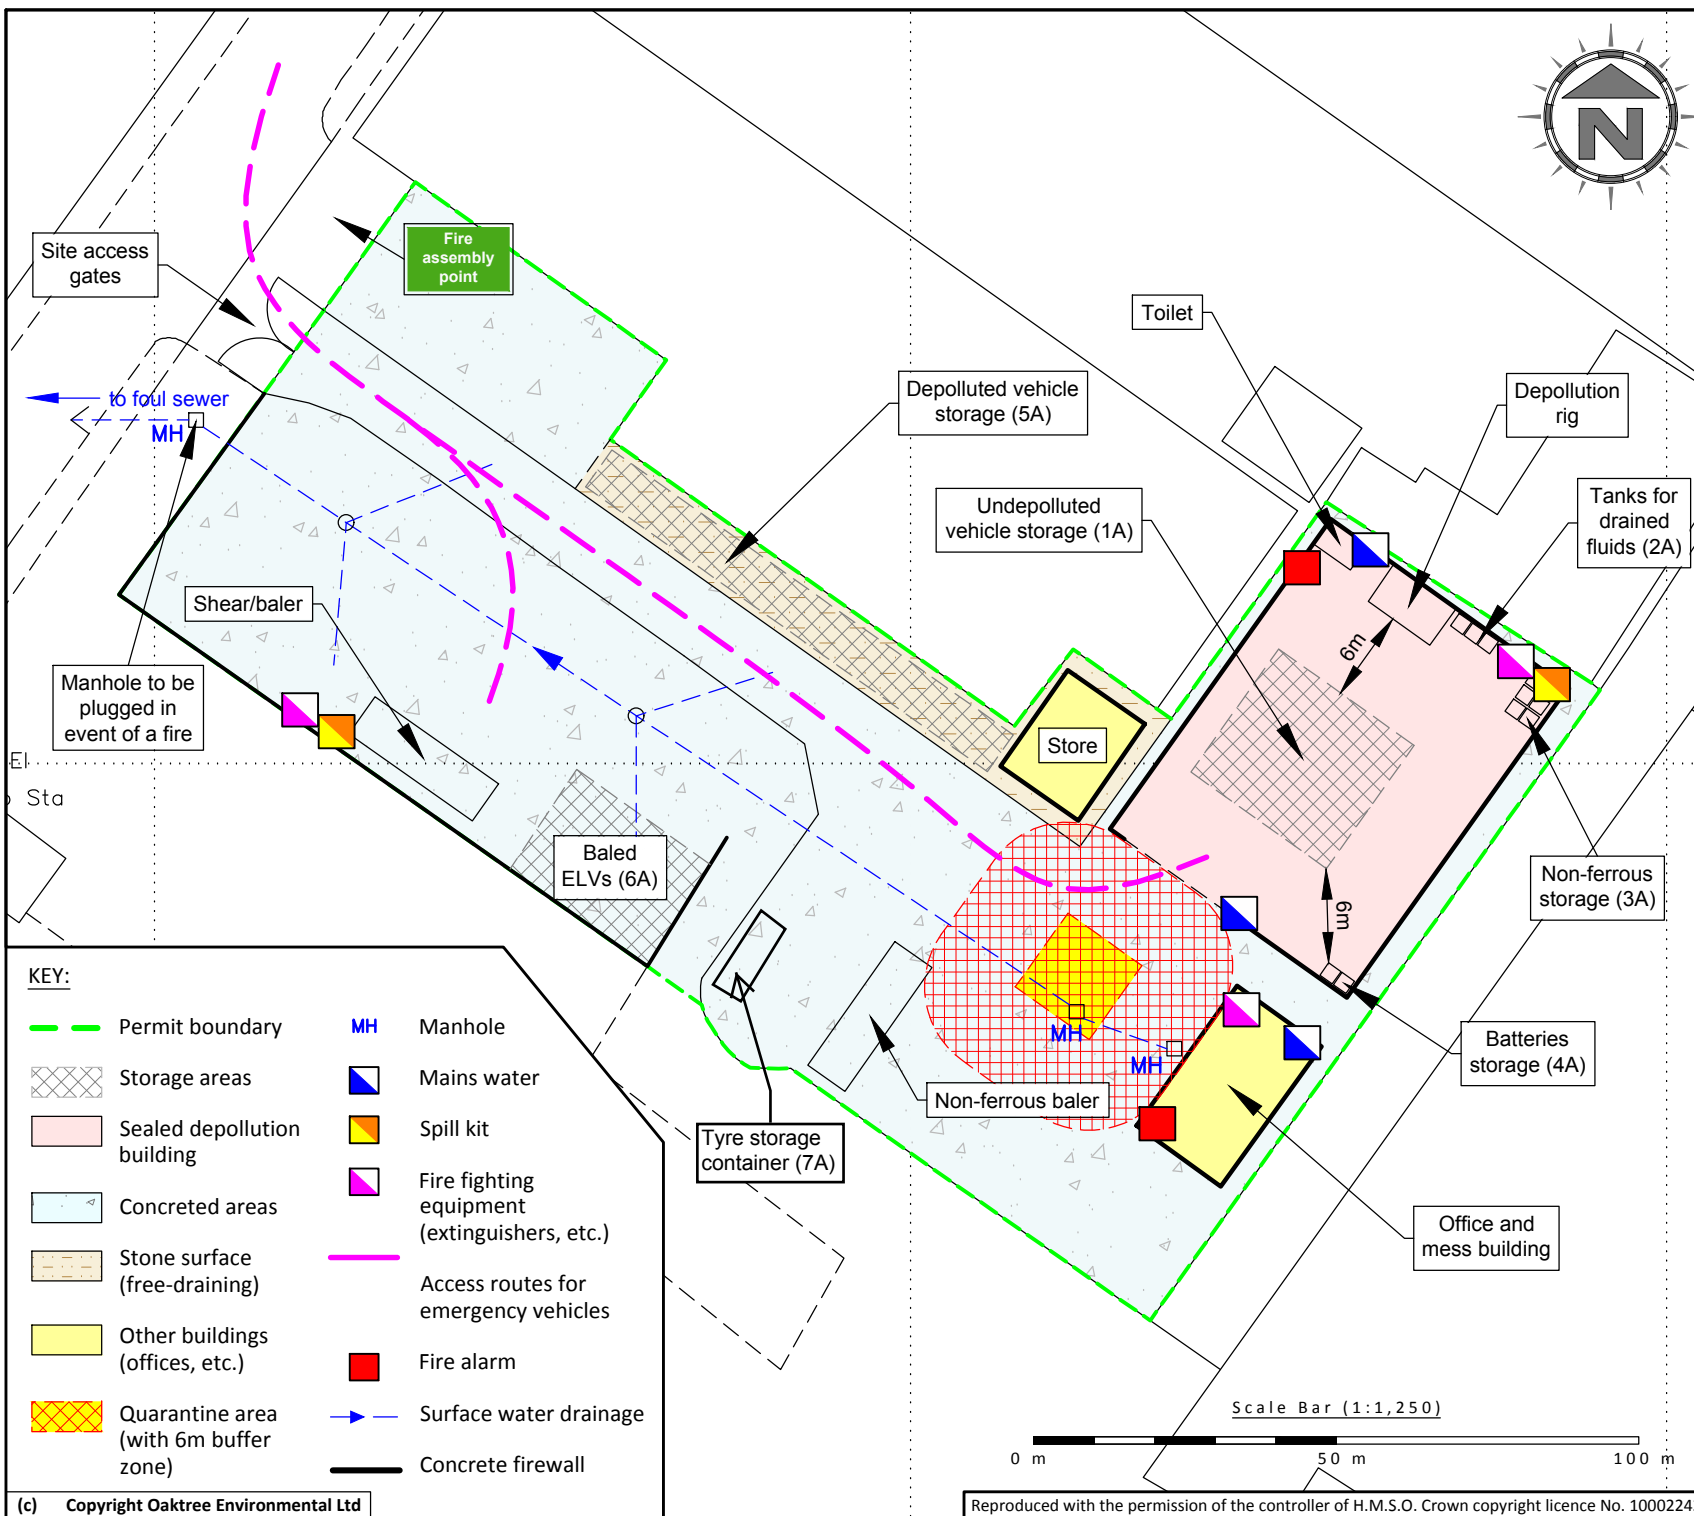 N
Fire
assembly
point
Site access
gates
to foul sewer
MH
Toilet
Depolluted vehicle
storage (5A)
Depollution
rig
Undepolluted
vehicle storage (1A)
Tanks for
drained
fluids (2A)
Shear/baler
6m
Manhole to be
plugged in
event of a fire
Store
El
Sta
Baled
ELVs (6A)
Non-ferrous
storage (3A)
6m
MH
MH
Batteries
storage (4A)
Non-ferrous baler
Tyre storage
container (7A)
Office and
mess building
KEY:
Permit boundary
Storage areas
Sealed depollution
building
Concreted areas
Stone surface
(free-draining)
Other buildings
(offices, etc.)
Quarantine area
(with 6m buffer
zone)
MH Manhole
Mains water
Spill kit
Fire fighting
equipment
(extinguishers, etc.)
Access routes for
emergency vehicles
Fire alarm
Surface water drainage
Concrete firewall
Scale Bar (1:1,250)
0 m 50 m 100 m
(c) Copyright Oaktree Environmental Ltd
Reproduced with the permission of the controller of H.M.S.O. Crown copyright licence No. 1000224